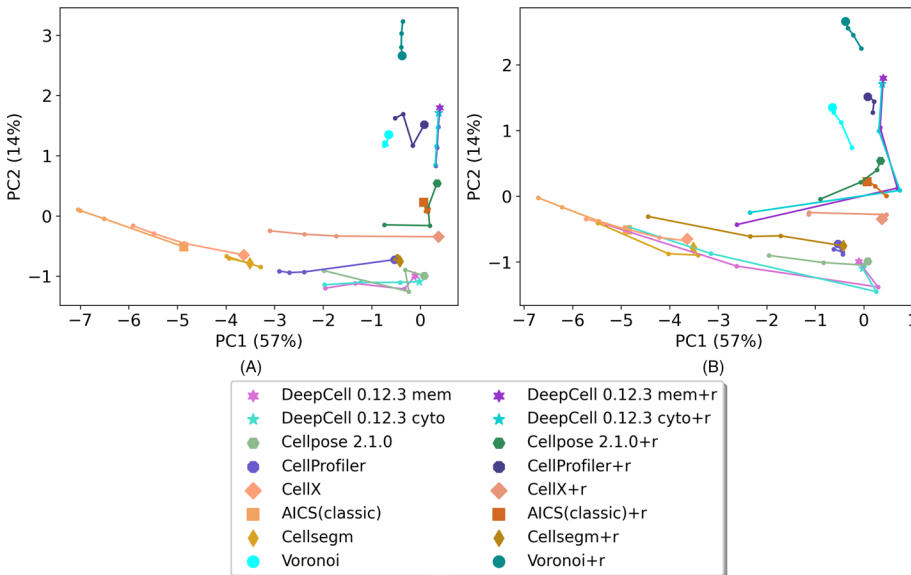 3
2
1
0
−1
PC2 (14%)
−7 −6 −5 −4 −3 −2 −1 0
PC1 (57%)
(A)
2
1
0
−1
PC2 (14%)
−7 −6 −5 −4 −3 −2 −1 0 1
PC1 (57%)
(B)
DeepCell 0.12.3 mem
DeepCell 0.12.3 cyto
Cellpose 2.1.0
CellProfiler
CellX
AICS(classic)
Cellsegm
Voronoi
DeepCell 0.12.3 mem+r
DeepCell 0.12.3 cyto+r
Cellpose 2.1.0+r
CellProfiler+r
CellX+r
AICS(classic)+r
Cellsegm+r
Voronoi+r